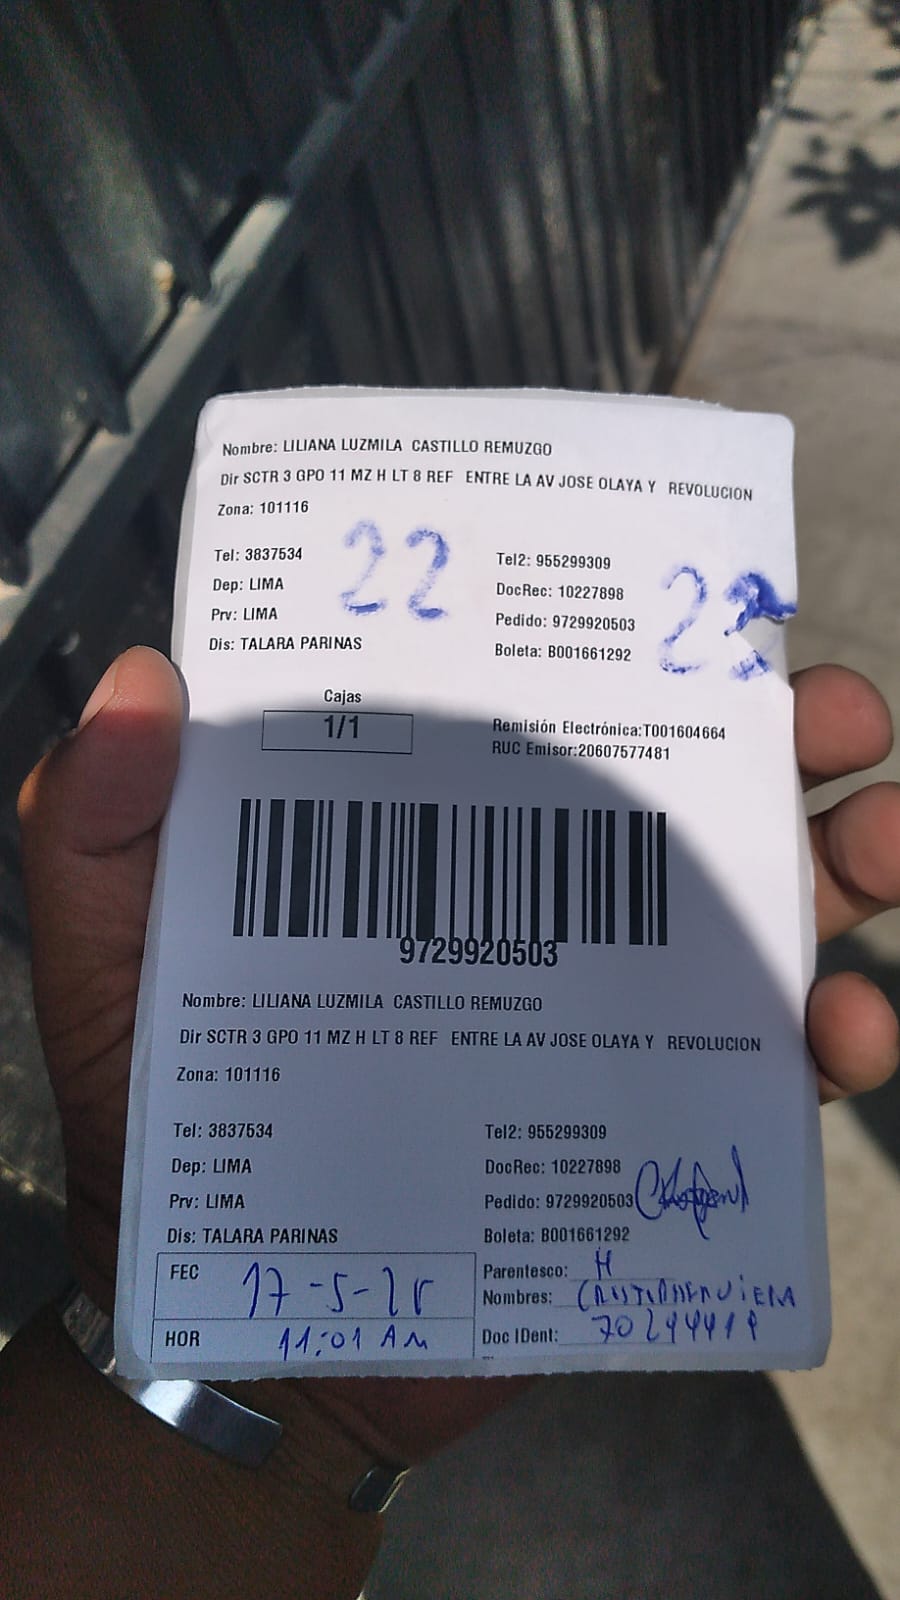 Nombre: LILIANA LUZMILA CASTILLO REMUZGO
Dir SCTR 3 GPO 11 MZ H LT 8 REF ENTRE LA AV JOSE OLAYA Y REVOLUCION
Zona: 101116
22
Tel: 3837534 Tel2: 955299309
Dep: LIMA DocRec: 10227898
Prv: LIMA Pedido: 9729920503
Dis: TALARA PARINAS Boleta: B001661292
Cajas
1/1
Remisión Electrónica:T001604664
RUC Emisor:20607577481
9729920503
Nombre: LILIANA LUZMILA CASTILLO REMUZGO
Dir SCTR 3 GPO 11 MZ H LT 8 REF ENTRE LA AV JOSE OLAYA Y REVOLUCION
Zona: 101116
Tel: 3837534 Tel2: 955299309
Dep: LIMA DocRec: 10227898
Prv: LIMA Pedido: 9729920503
Dis: TALARA PARINAS Boleta: B001661292
FEC Parentesco: H
Nombres:
HOR 11:01 AM Doc IDent: